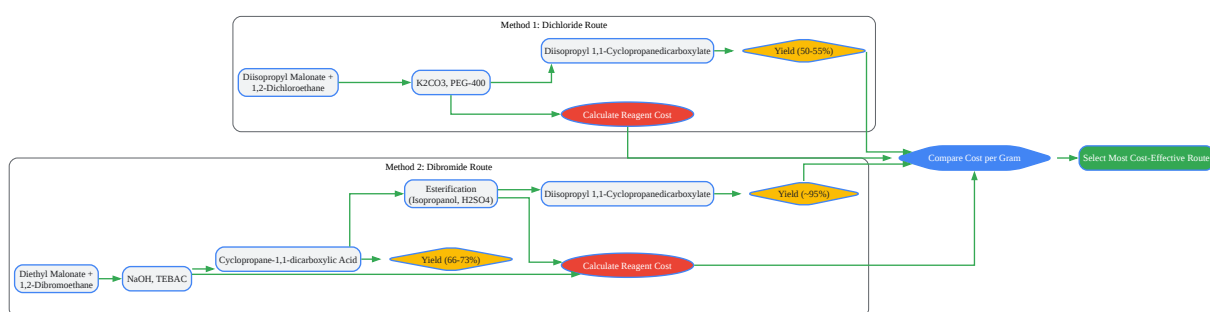 Method 1: Dichloride Route
Diisopropyl Malonate +
1,2-Dichloroethane
K2CO3, PEG-400
Diisopropyl 1,1-Cyclopropanedicarboxylate
Yield (50-55%)
Calculate Reagent Cost
Method 2: Dibromide Route
Diethyl Malonate +
1,2-Dibromoethane
NaOH, TEBAC
Cyclopropane-1,1-dicarboxylic Acid
Yield (66-73%)
Esterification
(Isopropanol, H2SO4)
Diisopropyl 1,1-Cyclopropanedicarboxylate
Yield (~95%)
Calculate Reagent Cost
Compare Cost per Gram
Select Most Cost-Effective Route